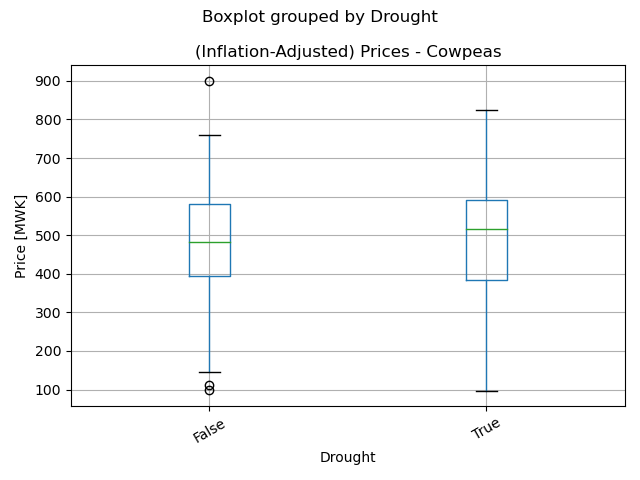 Boxplot grouped by Drought
(Inflation-Adjusted) Prices - Cowpeas
900
800
700
600
500
400
300
200
100
Price [MWK]
False
True
Drought